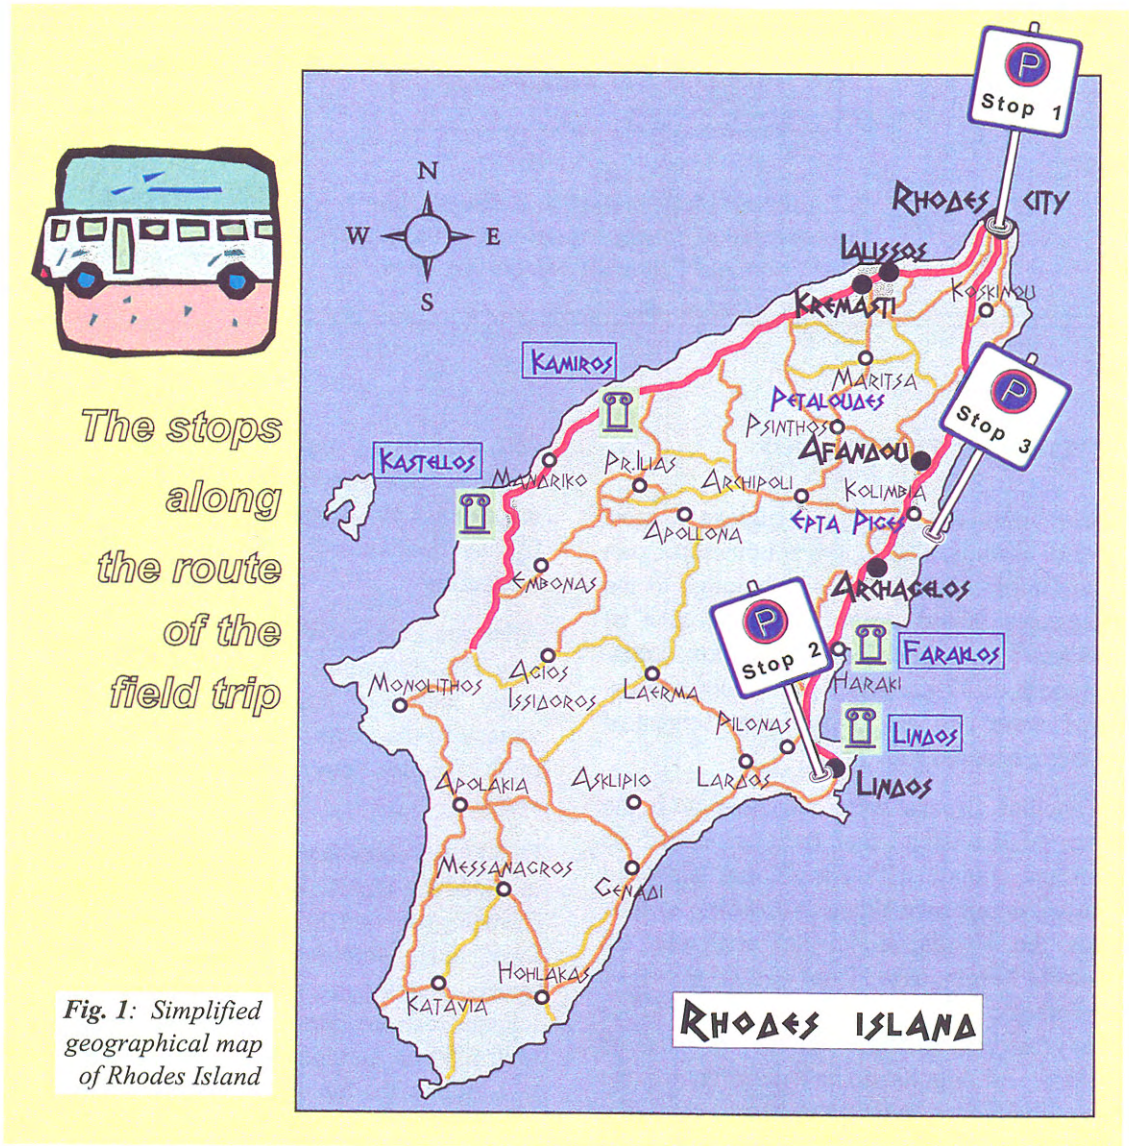 P
Stop 1
N
W E
S
RHODES CITY
IALISSOS
KREMASTI
KOSKINOU
KAMIROS
MARITSA
PETALOUDES
PSINTHOS
P
Stop 3
The stops
along
the route
of the
field trip
KASTELLOS
MANDRIKO
PR.ILIAS
ARCHIPOLI
AFANDOU
KOLIMBIA
EPTA PIGES
APOLLONA
EMBONAS
ARCHAGELOS
P
Stop 2
FARAKLOS
HARAKI
MONOLITHOS
AGIOS
ISSIDOROS
LAERMA
PILONAS
LINDOS
LARDOS
LINDOS
APOLAKIA
ASKLIPIO
MESSANAGROS
GENADI
HOHLAKAS
KATAVIA
RHODES ISLAND
Fig. 1: Simplified
geographical map
of Rhodes Island